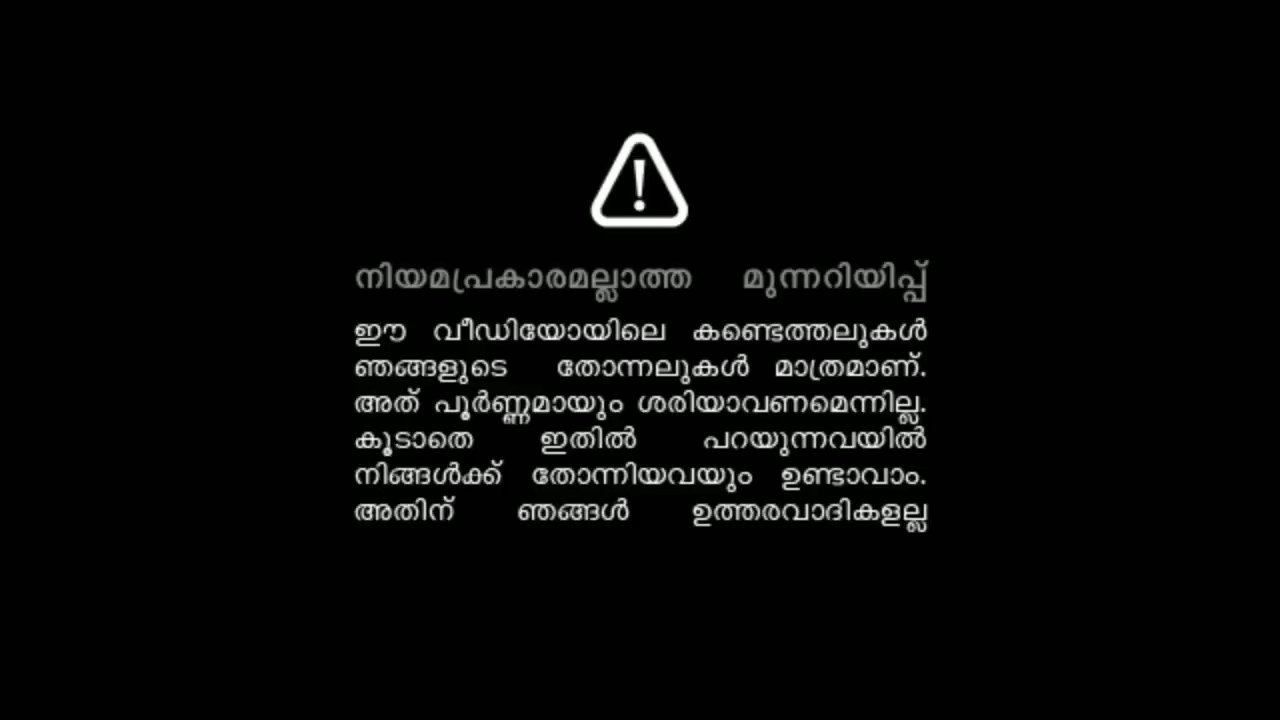 നിയമപ്രകാരമല്ലാത്ത മുന്നറിയിപ്പ്
ഈ വീഡിയോയിലെ കണ്ടെത്തലുകൾ
ഞങ്ങളുടെ തോന്നലുകൾ മാത്രമാണ്.
അത് പൂർണ്ണമായും ശരിയാവണമെന്നില്ല.
കൂടാതെ ഇതിൽ പറയുന്നവയിൽ
നിങ്ങൾക്ക് തോന്നിയവയും ഉണ്ടാവാം.
അതിന് ഞങ്ങൾ ഉത്തരവാദികളല്ല